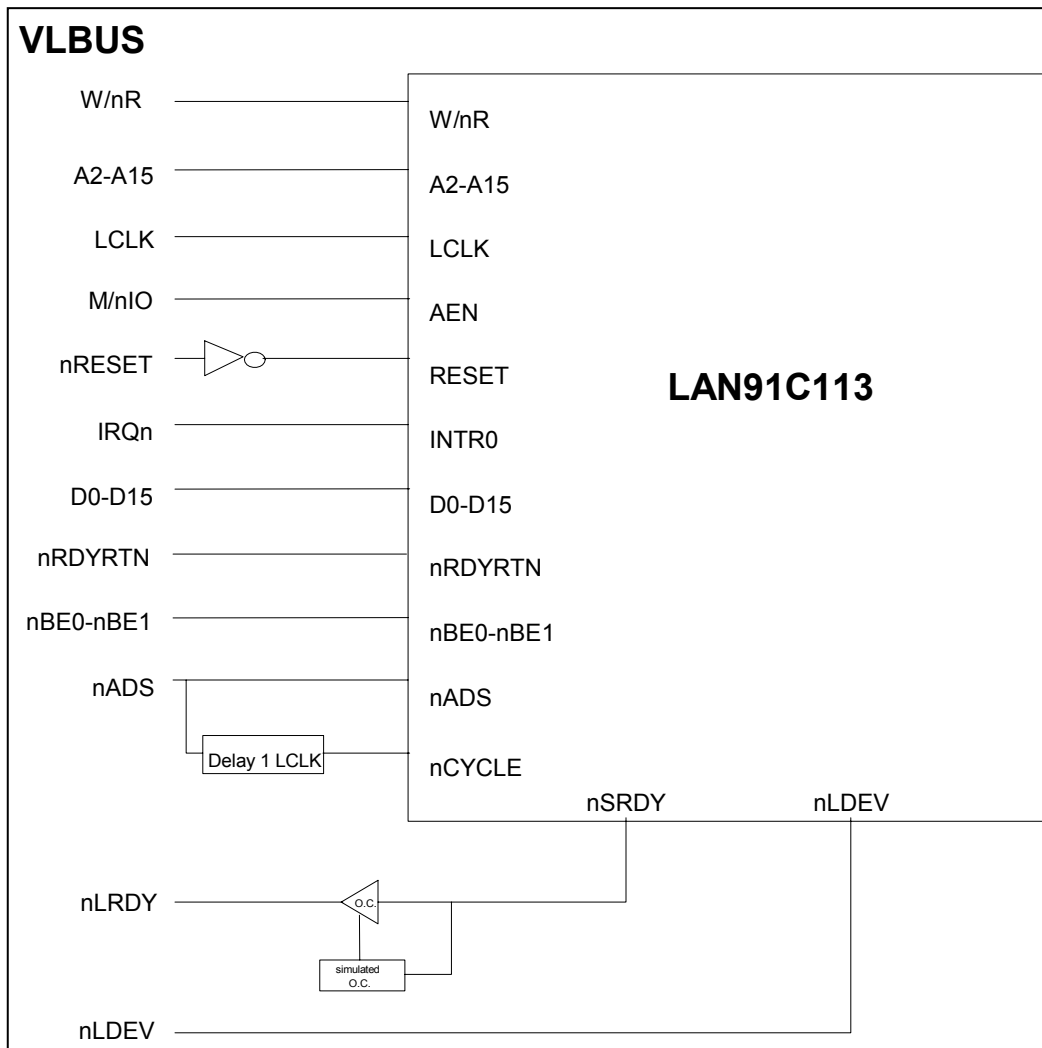 VLBUS
W/nR
W/nR
A2-A15
A2-A15
LCLK
LCLK
M/nIO
AEN
nRESET
RESET
LAN91C113
IRQn
INTR0
D0-D15
D0-D15
nRDYRTN
nRDYRTN
nBE0-nBE1
nBE0-nBE1
nADS
nADS
Delay 1 LCLK
nCYCLE
nSRDY
nLDEV
nLRDY
O.C.
simulated
O.C.
nLDEV